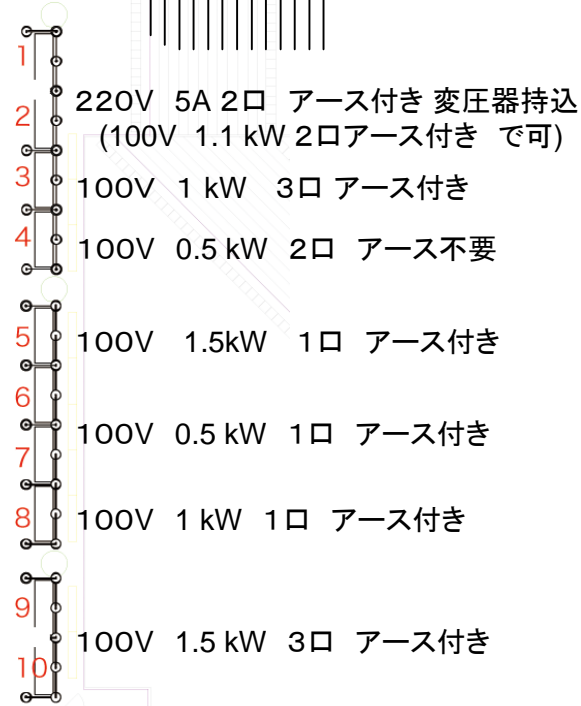 1
2
220V 5A 2口 アース付き 変圧器持込
(100V 1.1 kW 2口アース付き で可)
3
100V 1 kW 3口 アース付き
4
100V 0.5 kW 2口 アース不要
5
100V 1.5kW 1口 アース付き
6
100V 0.5 kW 1口 アース付き
7
8
100V 1 kW 1口 アース付き
9
100V 1.5 kW 3口 アース付き
10